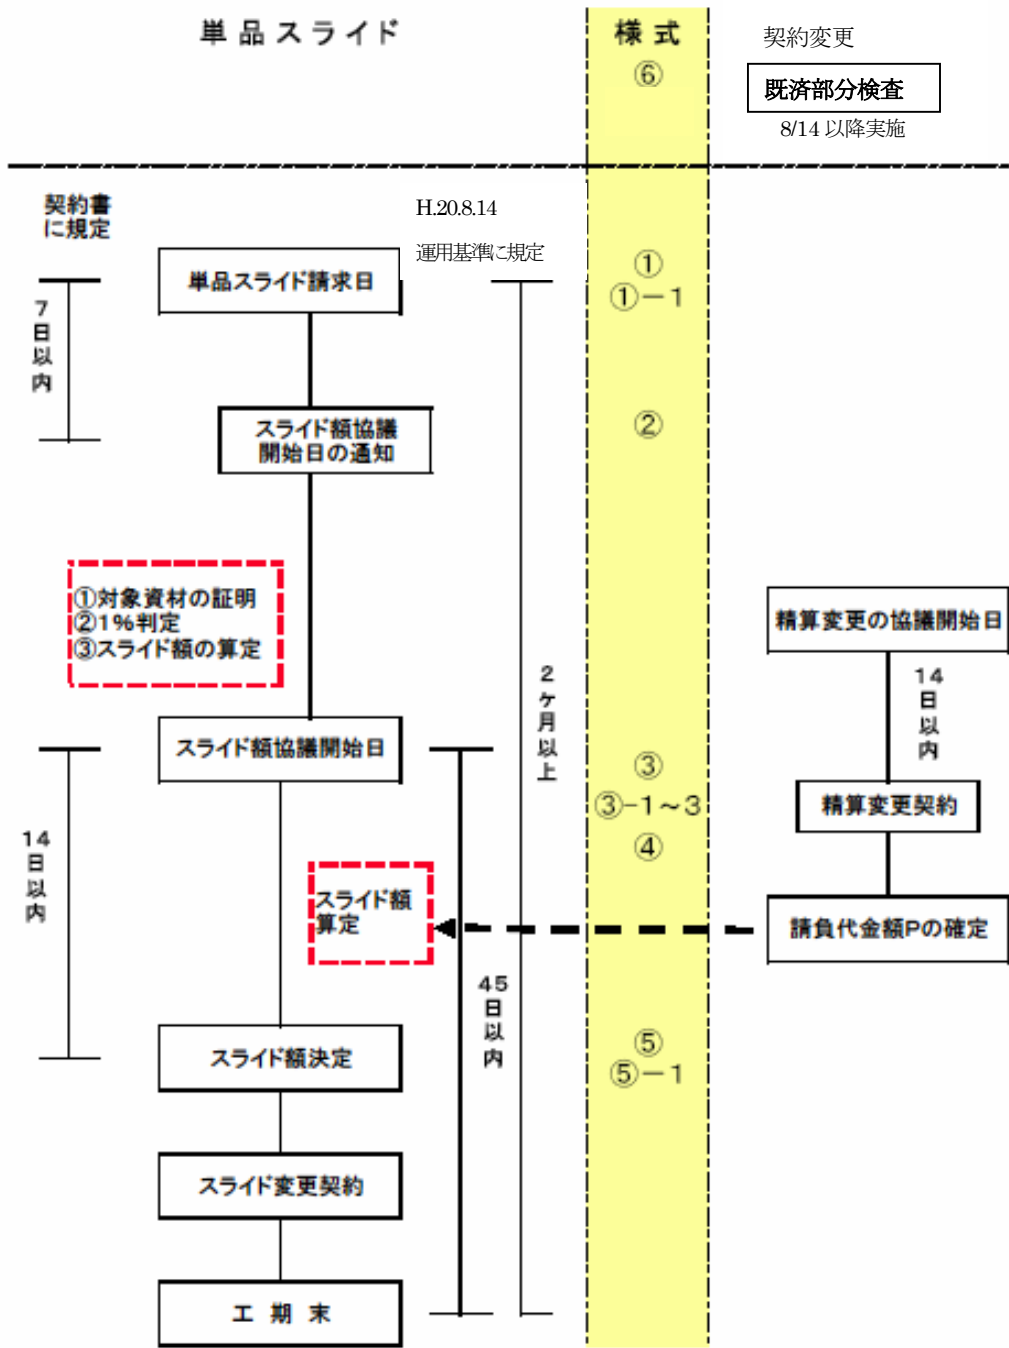 単品スライド
様式
⑥
契約変更
既済部分検査
8/14 以降実施
契約書
に規定
H.20.8.14
運用基準に規定
単品スライド請求日
①
①－1
7日以内
スライド額協議
開始日の通知
②
①対象資材の証明
②1％判定
③スライド額の算定
精算変更の協議開始日
14日以内
2ヶ月以上
スライド額協議開始日
③
③-1～3
④
精算変更契約
14日以内
スライド額
算定
請負代金額Pの確定
45日以内
スライド額決定
⑤
⑤－1
スライド変更契約
工期末